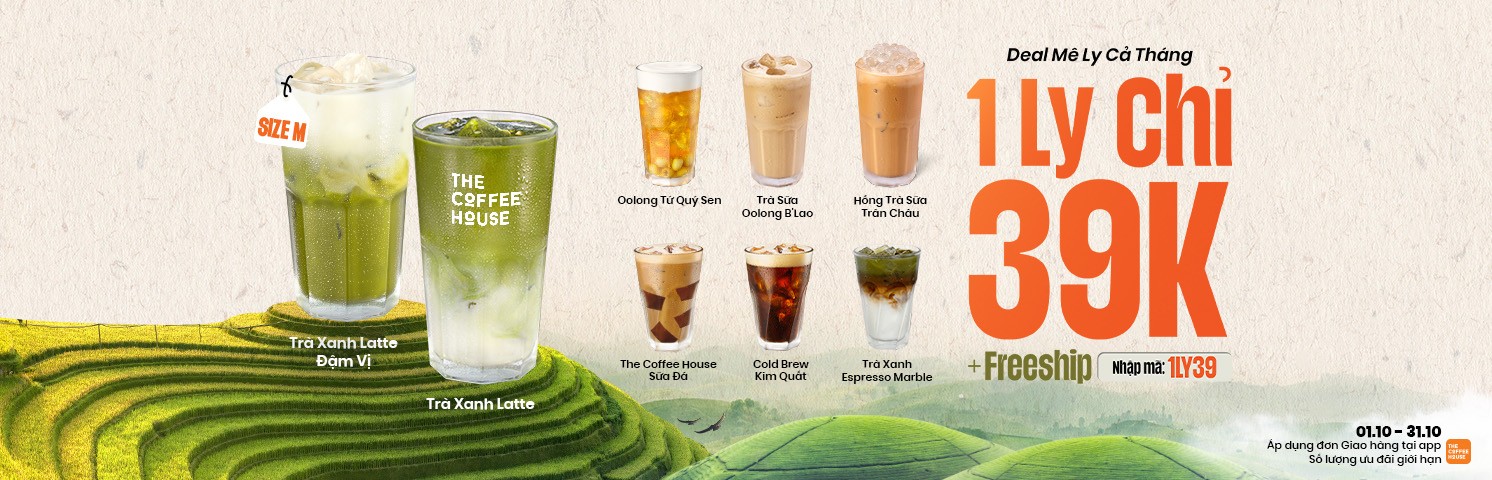 SIZE M
THE
COFFEE
HOUSE
Trà Xanh Latte
Đậm Vị
Trà Xanh Latte
Oolong Tứ Quý Sen
Trà Sữa
Oolong B'Lao
Hồng Trà Sữa
Trân Châu
The Coffee House
Sữa Đá
Cold Brew
Kim Quất
Trà Xanh
Espresso Marble
Deal Mê Ly Cả Tháng
1 Ly Chỉ
39K
+Freeship
Nhập mã: 1LY39
01.10 - 31.10
Áp dụng đơn Giao hàng tại app
Số lượng ưu đãi giới hạn
THE
COFFEE
HOUSE